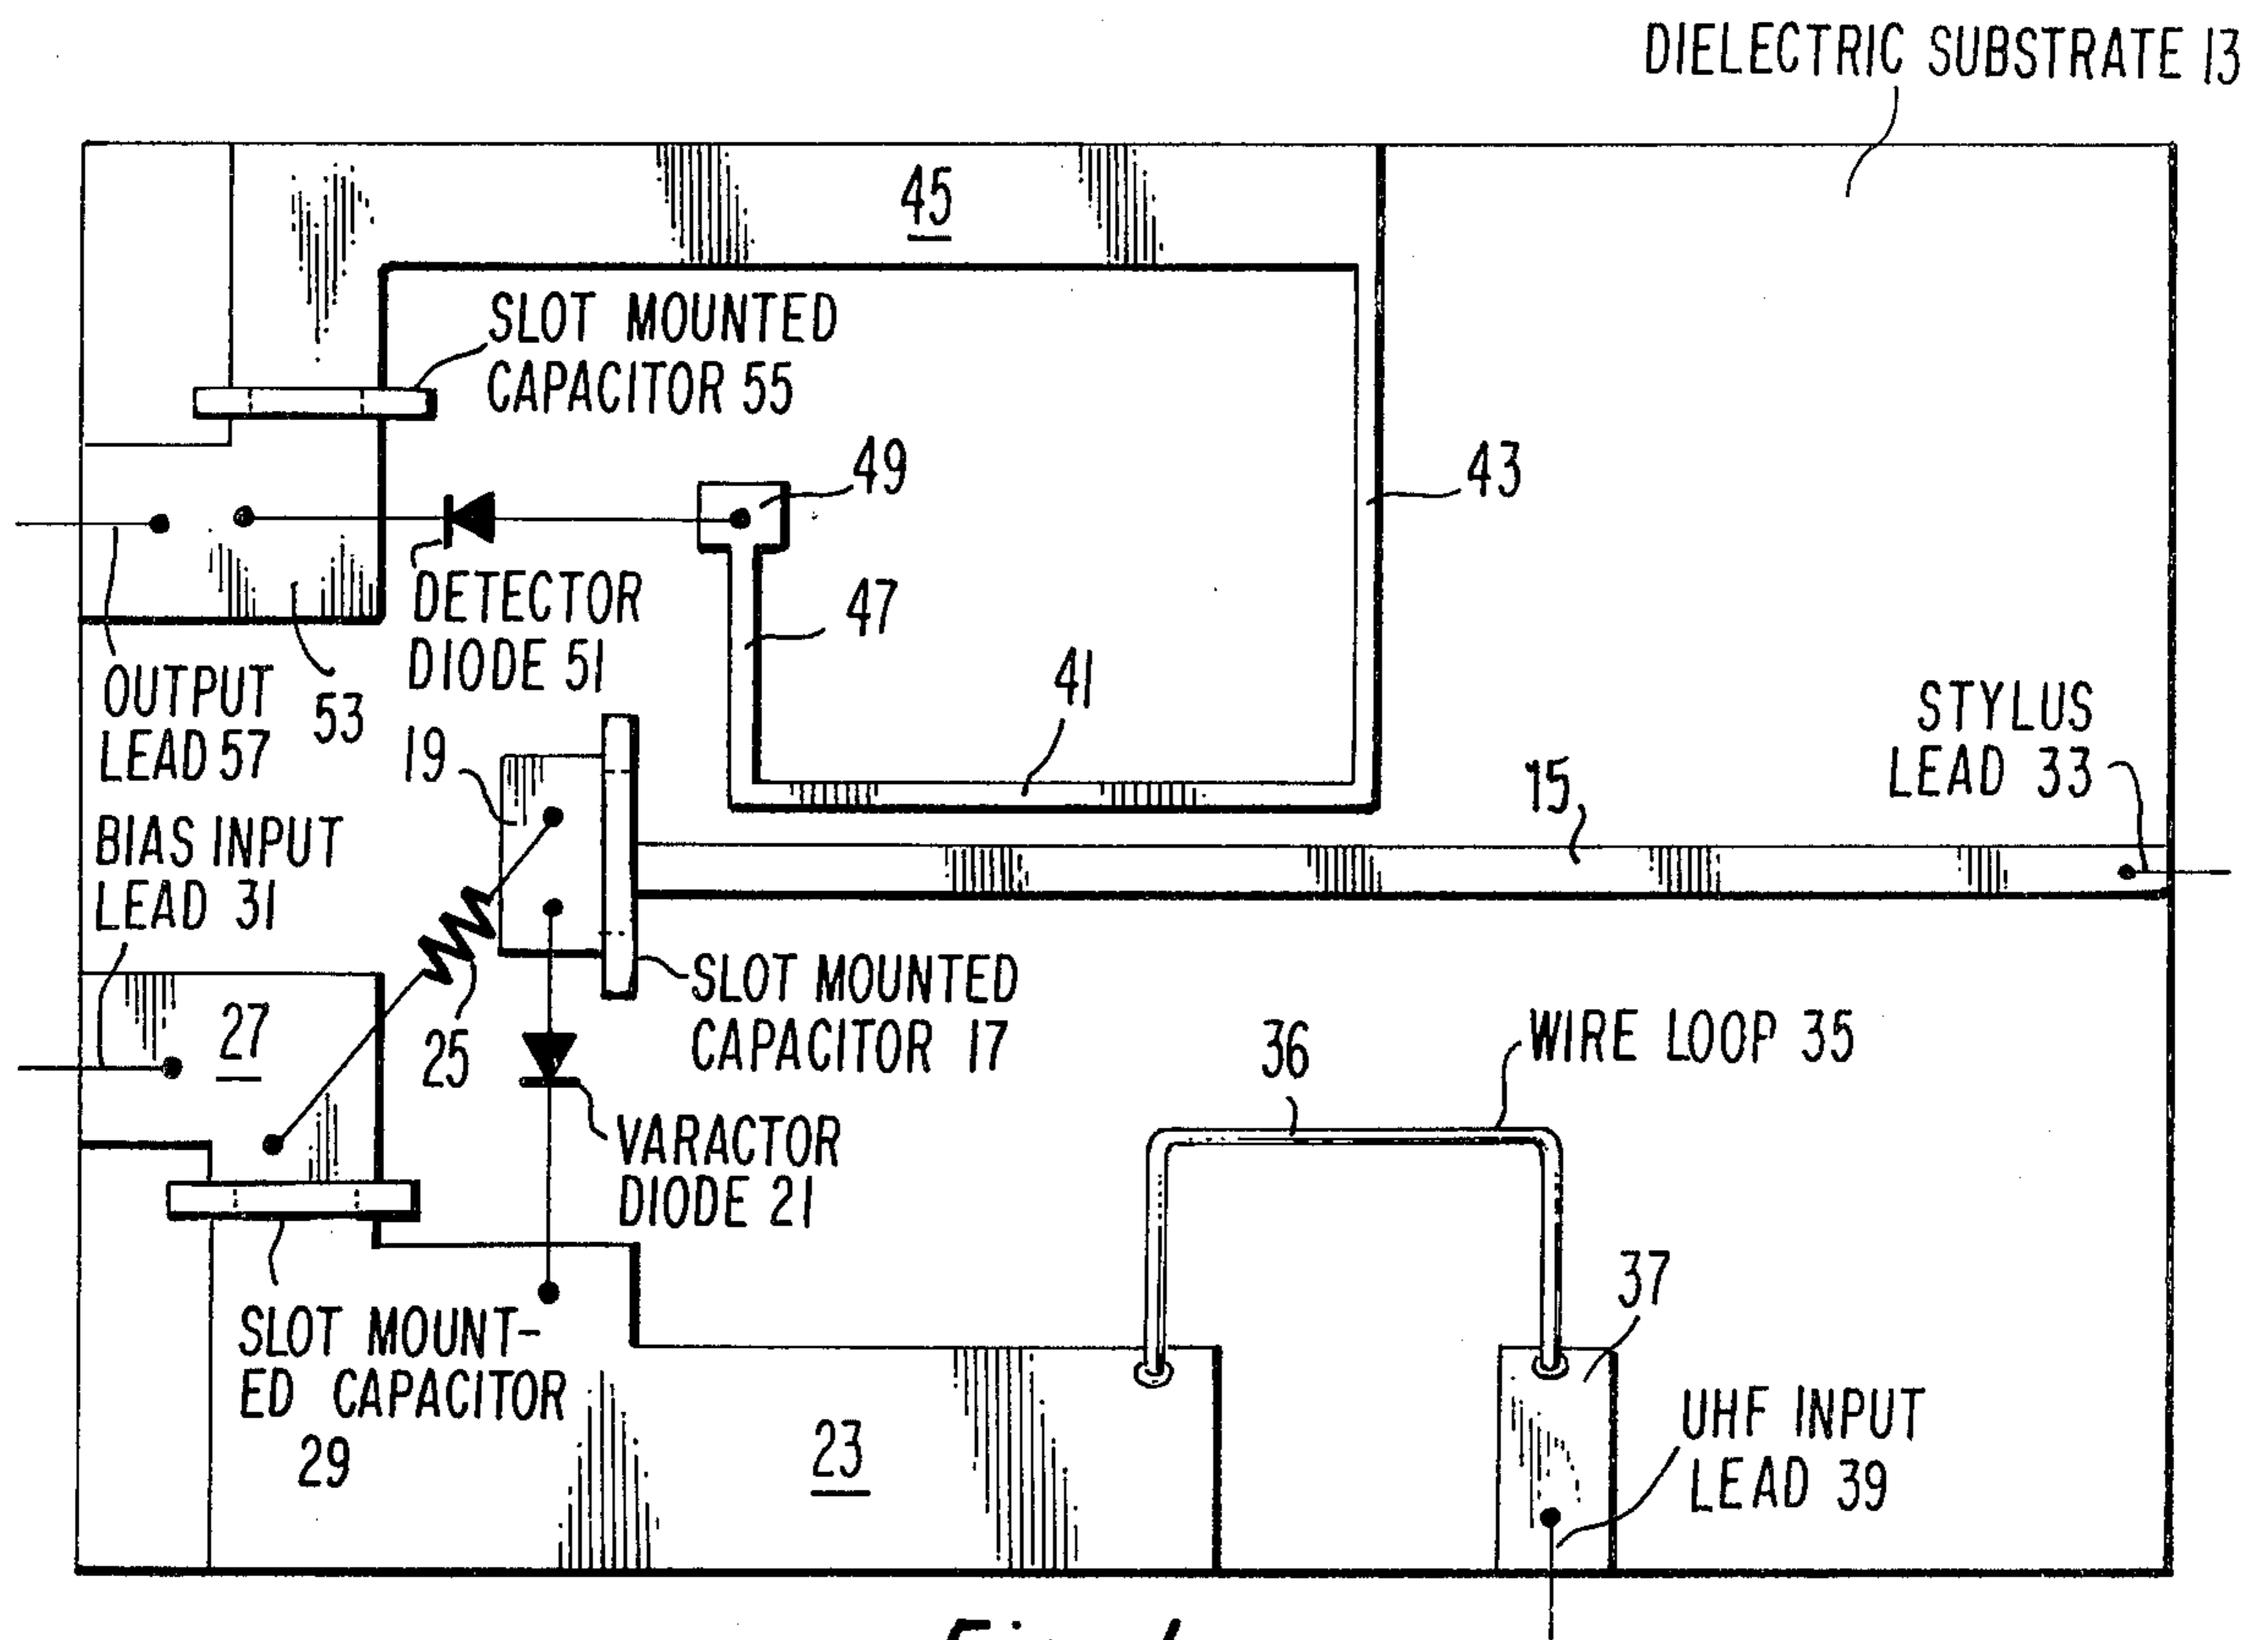 DIELECTRIC SUBSTRATE 13
45
SLOT MOUNTED
CAPACITOR 55
49
43
DETECTOR
DIODE 51
47
41
OUTPUT
LEAD 57
53
19
STYLUS
LEAD 33
15
BIAS INPUT
LEAD 31
27
25
SLOT MOUNTED
CAPACITOR 17
36
WIRE LOOP 35
VARACTOR
DIODE 21
37
SLOT MOUNT-
ED CAPACITOR
29
23
UHF INPUT
LEAD 39